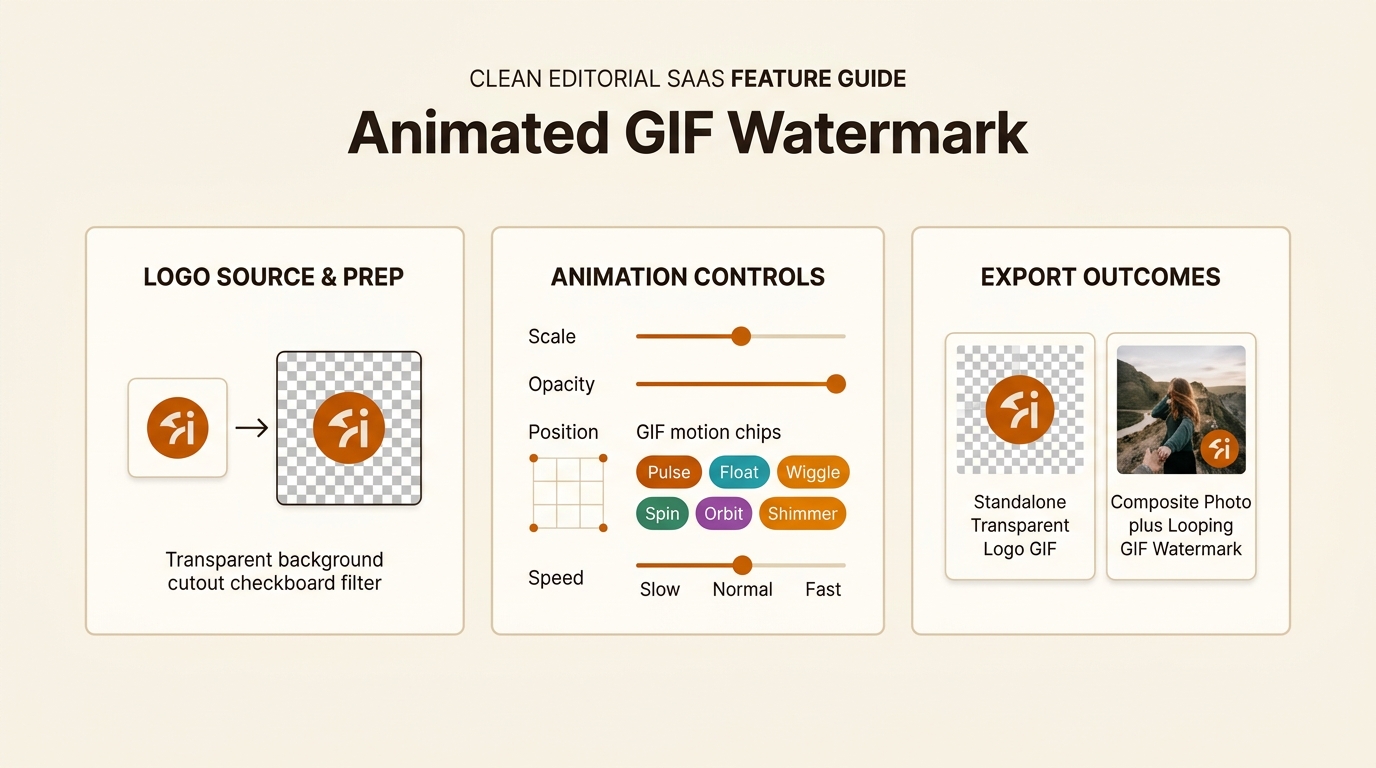 CLEAN EDITORIAL SAAS FEATURE GUIDE
Animated GIF Watermark
LOGO SOURCE & PREP
Transparent background
cutout checkboard filter
ANIMATION CONTROLS
Scale
Opacity
Position
GIF motion chips
Pulse Float Wiggle
Spin Orbit Shimmer
Speed
Slow Normal Fast
EXPORT OUTCOMES
Standalone
Transparent
Logo GIF
Composite Photo
plus Looping
GIF Watermark